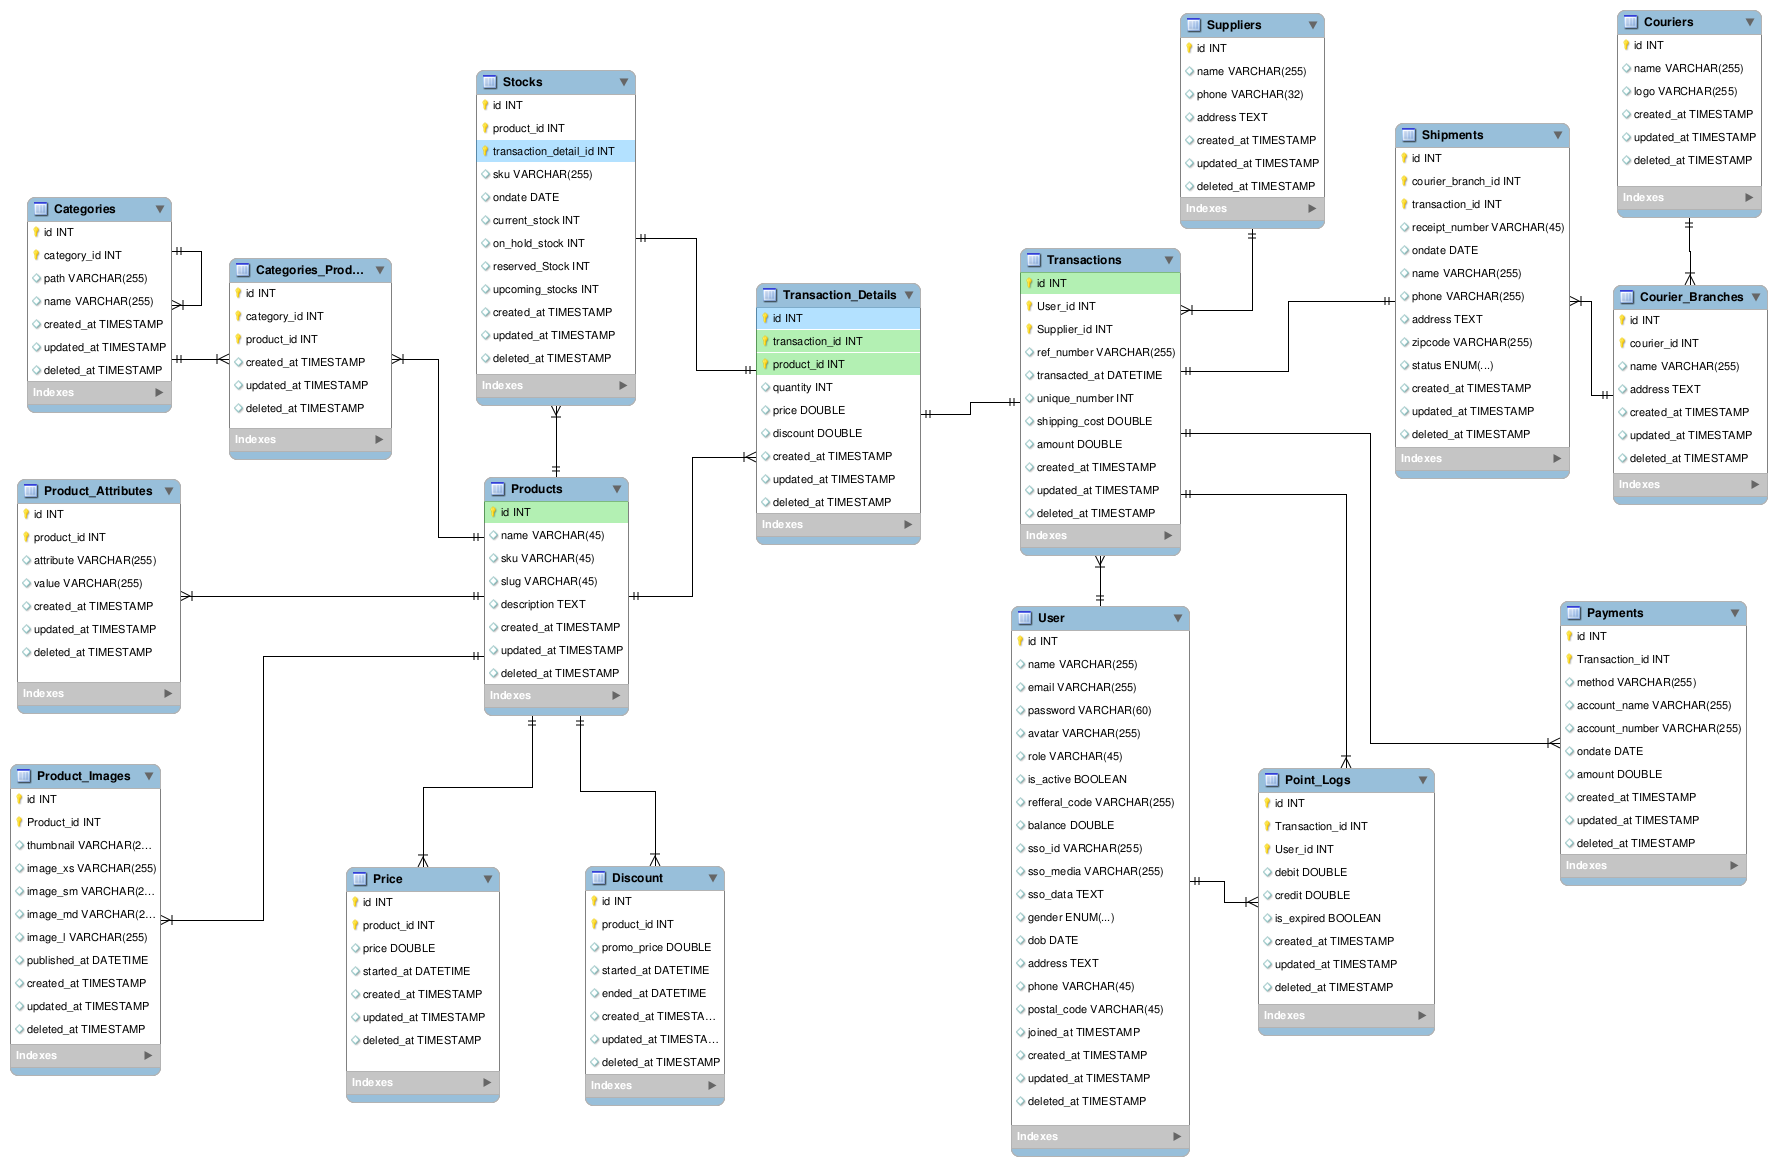 Suppliers
id INT
name VARCHAR(255)
phone VARCHAR(32)
address TEXT
created_at TIMESTAMP
updated_at TIMESTAMP
deleted_at TIMESTAMP
Indexes
Couriers
id INT
name VARCHAR(255)
logo VARCHAR(255)
created_at TIMESTAMP
updated_at TIMESTAMP
deleted_at TIMESTAMP
Indexes
Stocks
id INT
product_id INT
transaction_detail_id INT
sku VARCHAR(255)
ondate DATE
current_stock INT
on_hold_stock INT
reserved_Stock INT
upcoming_stocks INT
created_at TIMESTAMP
updated_at TIMESTAMP
deleted_at TIMESTAMP
Indexes
Shipments
id INT
courier_branch_id INT
transaction_id INT
receipt_number VARCHAR(45)
ondate DATE
name VARCHAR(255)
phone VARCHAR(255)
address TEXT
zipcode VARCHAR(255)
status ENUM(...)
created_at TIMESTAMP
updated_at TIMESTAMP
deleted_at TIMESTAMP
Indexes
Categories
id INT
category_id INT
path VARCHAR(255)
name VARCHAR(255)
created_at TIMESTAMP
updated_at TIMESTAMP
deleted_at TIMESTAMP
Indexes
Categories_Prod...
id INT
category_id INT
product_id INT
created_at TIMESTAMP
updated_at TIMESTAMP
deleted_at TIMESTAMP
Indexes
Transaction_Details
id INT
transaction_id INT
product_id INT
quantity INT
price DOUBLE
discount DOUBLE
created_at TIMESTAMP
updated_at TIMESTAMP
deleted_at TIMESTAMP
Indexes
Transactions
id INT
User_id INT
Supplier_id INT
ref_number VARCHAR(255)
transacted_at DATETIME
unique_number INT
shipping_cost DOUBLE
amount DOUBLE
created_at TIMESTAMP
updated_at TIMESTAMP
deleted_at TIMESTAMP
Indexes
Courier_Branches
id INT
courier_id INT
name VARCHAR(255)
address TEXT
created_at TIMESTAMP
updated_at TIMESTAMP
deleted_at TIMESTAMP
Indexes
Product_Attributes
id INT
product_id INT
attribute VARCHAR(255)
value VARCHAR(255)
created_at TIMESTAMP
updated_at TIMESTAMP
deleted_at TIMESTAMP
Indexes
Products
id INT
name VARCHAR(45)
sku VARCHAR(45)
slug VARCHAR(45)
description TEXT
created_at TIMESTAMP
updated_at TIMESTAMP
deleted_at TIMESTAMP
Indexes
User
id INT
name VARCHAR(255)
email VARCHAR(255)
password VARCHAR(60)
avatar VARCHAR(255)
role VARCHAR(45)
is_active BOOLEAN
refferal_code VARCHAR(255)
balance DOUBLE
sso_id VARCHAR(255)
sso_media VARCHAR(255)
sso_data TEXT
gender ENUM(...)
dob DATE
address TEXT
phone VARCHAR(45)
postal_code VARCHAR(45)
joined_at TIMESTAMP
created_at TIMESTAMP
updated_at TIMESTAMP
deleted_at TIMESTAMP
Indexes
Payments
id INT
Transaction_id INT
method VARCHAR(255)
account_name VARCHAR(255)
account_number VARCHAR(255)
ondate DATE
amount DOUBLE
created_at TIMESTAMP
updated_at TIMESTAMP
deleted_at TIMESTAMP
Indexes
Product_Images
id INT
Product_id INT
thumbnail VARCHAR(2...
image_xs VARCHAR(255)
image_sm VARCHAR(2...
image_md VARCHAR(2...
image_l VARCHAR(255)
published_at DATETIME
created_at TIMESTAMP
updated_at TIMESTAMP
deleted_at TIMESTAMP
Indexes
Point_Logs
id INT
Transaction_id INT
User_id INT
debit DOUBLE
credit DOUBLE
is_expired BOOLEAN
created_at TIMESTAMP
updated_at TIMESTAMP
deleted_at TIMESTAMP
Indexes
Price
id INT
product_id INT
price DOUBLE
started_at DATETIME
created_at TIMESTAMP
updated_at TIMESTAMP
deleted_at TIMESTAMP
Indexes
Discount
id INT
product_id INT
promo_price DOUBLE
started_at DATETIME
ended_at DATETIME
created_at TIMESTA...
updated_at TIMESTA...
deleted_at TIMESTAMP
Indexes